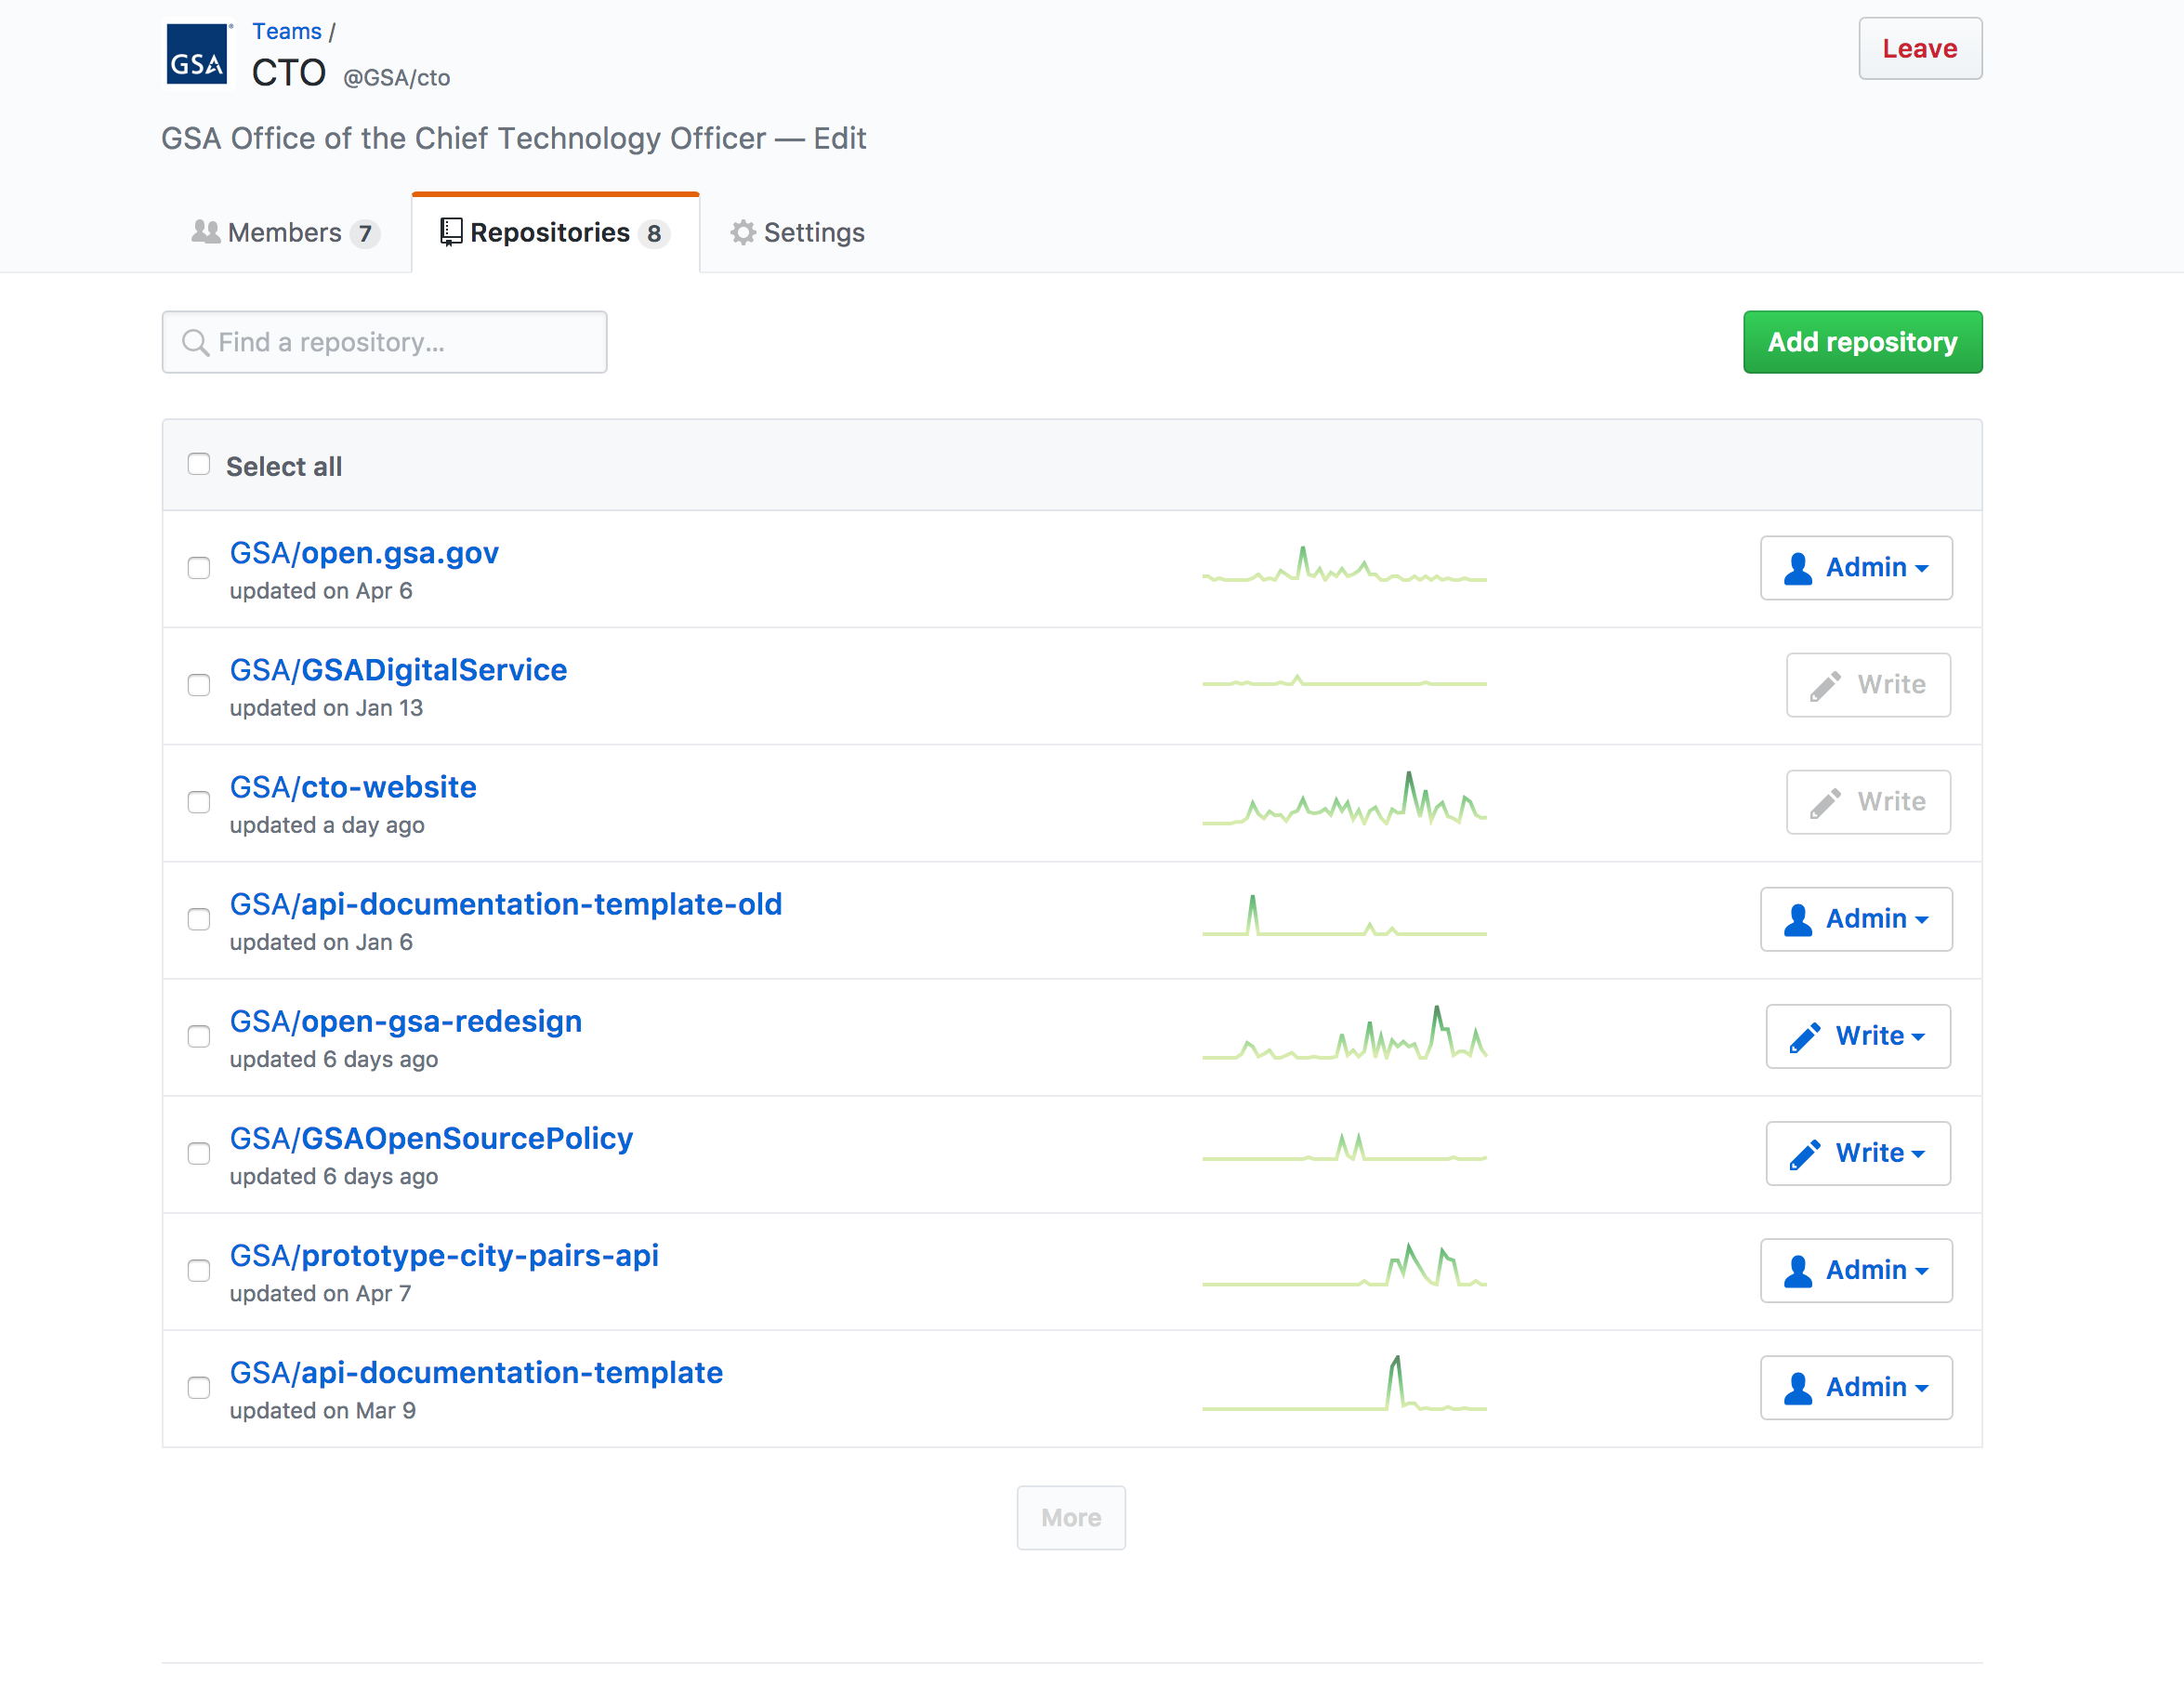 GSA
Teams /
CTO @GSA/cto
Leave
GSA Office of the Chief Technology Officer — Edit
Members 7
Repositories 8
Settings
Find a repository...
Add repository
Select all
GSA/open.gsa.gov
updated on Apr 6
Admin
GSA/GSADigitalService
updated on Jan 13
Write
GSA/cto-website
updated a day ago
Write
GSA/api-documentation-template-old
updated on Jan 6
Admin
GSA/open-gsa-redesign
updated 6 days ago
Write
GSA/GSAOpenSourcePolicy
updated 6 days ago
Write
GSA/prototype-city-pairs-api
updated on Apr 7
Admin
GSA/api-documentation-template
updated on Mar 9
Admin
More